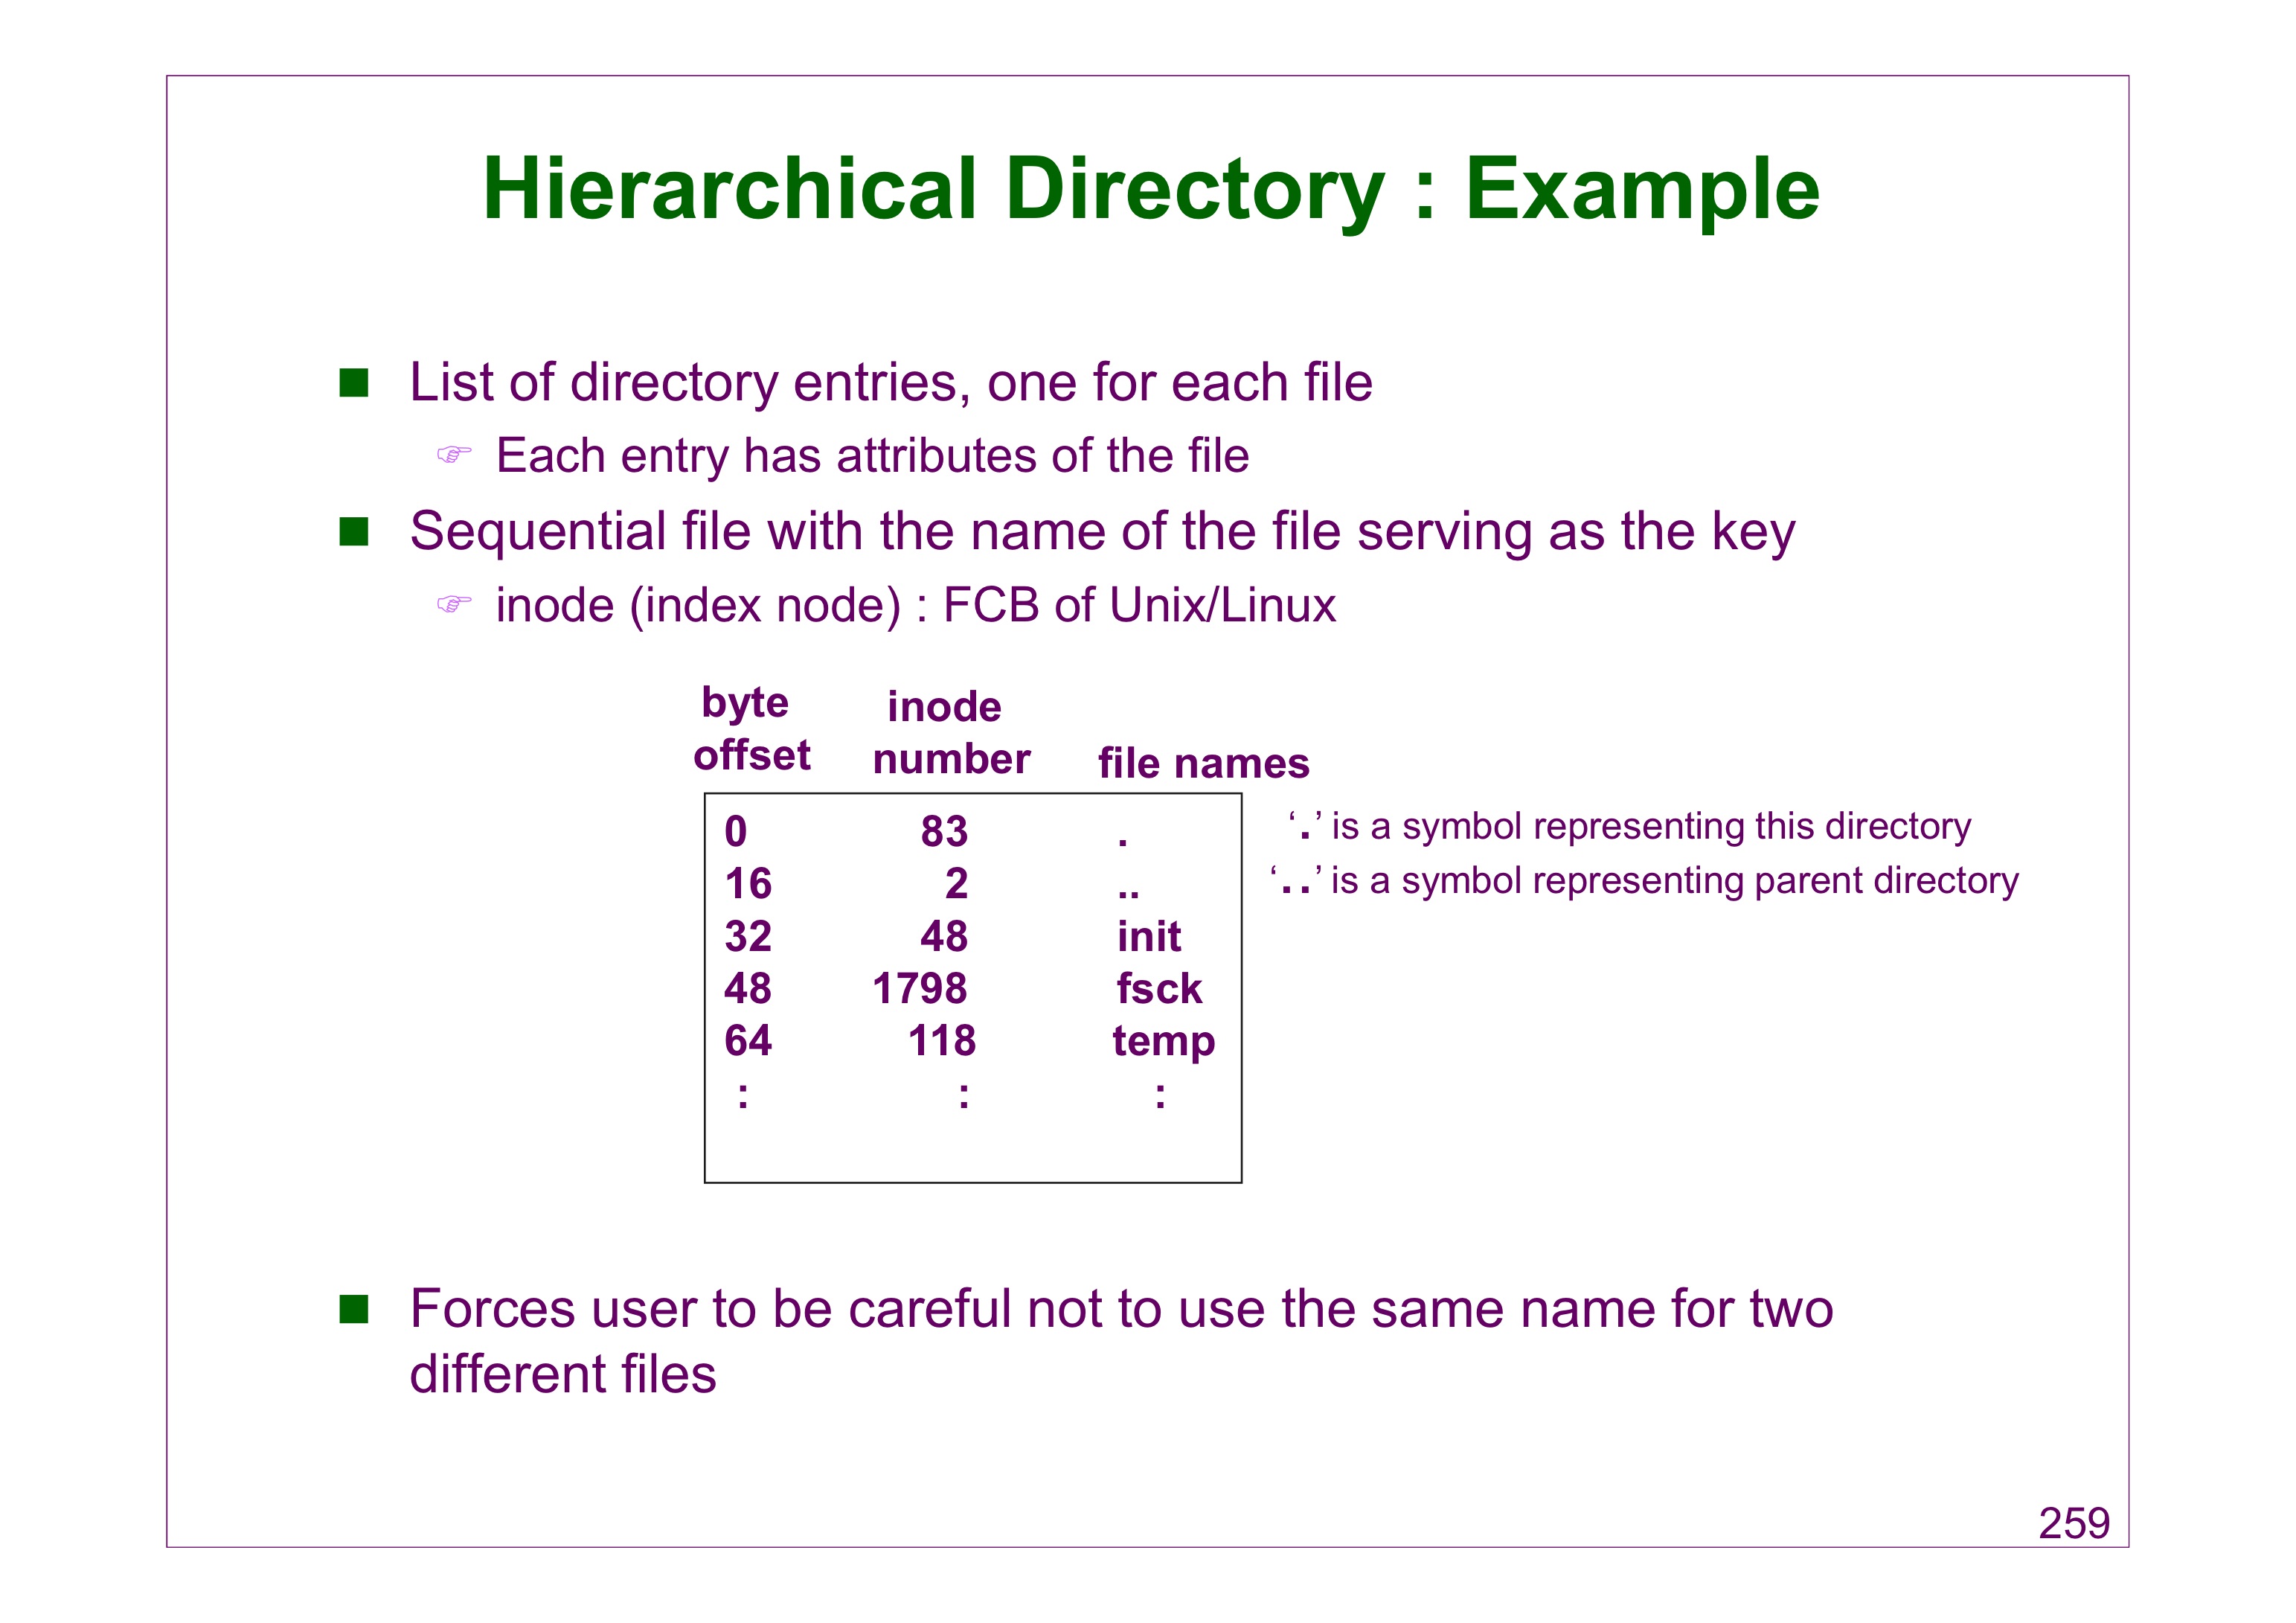 Hierarchical Directory : Example
List of directory entries, one for each file
Each entry has attributes of the file
Sequential file with the name of the file serving as the key
inode (index node) : FCB of Unix/Linux
byte offset inode number file names
0 83 . ‘.’ is a symbol representing this directory
16 2 .. ‘..’ is a symbol representing parent directory
32 48 init
48 1798 fsck
64 118 temp
: : :
Forces user to be careful not to use the same name for two
different files
259